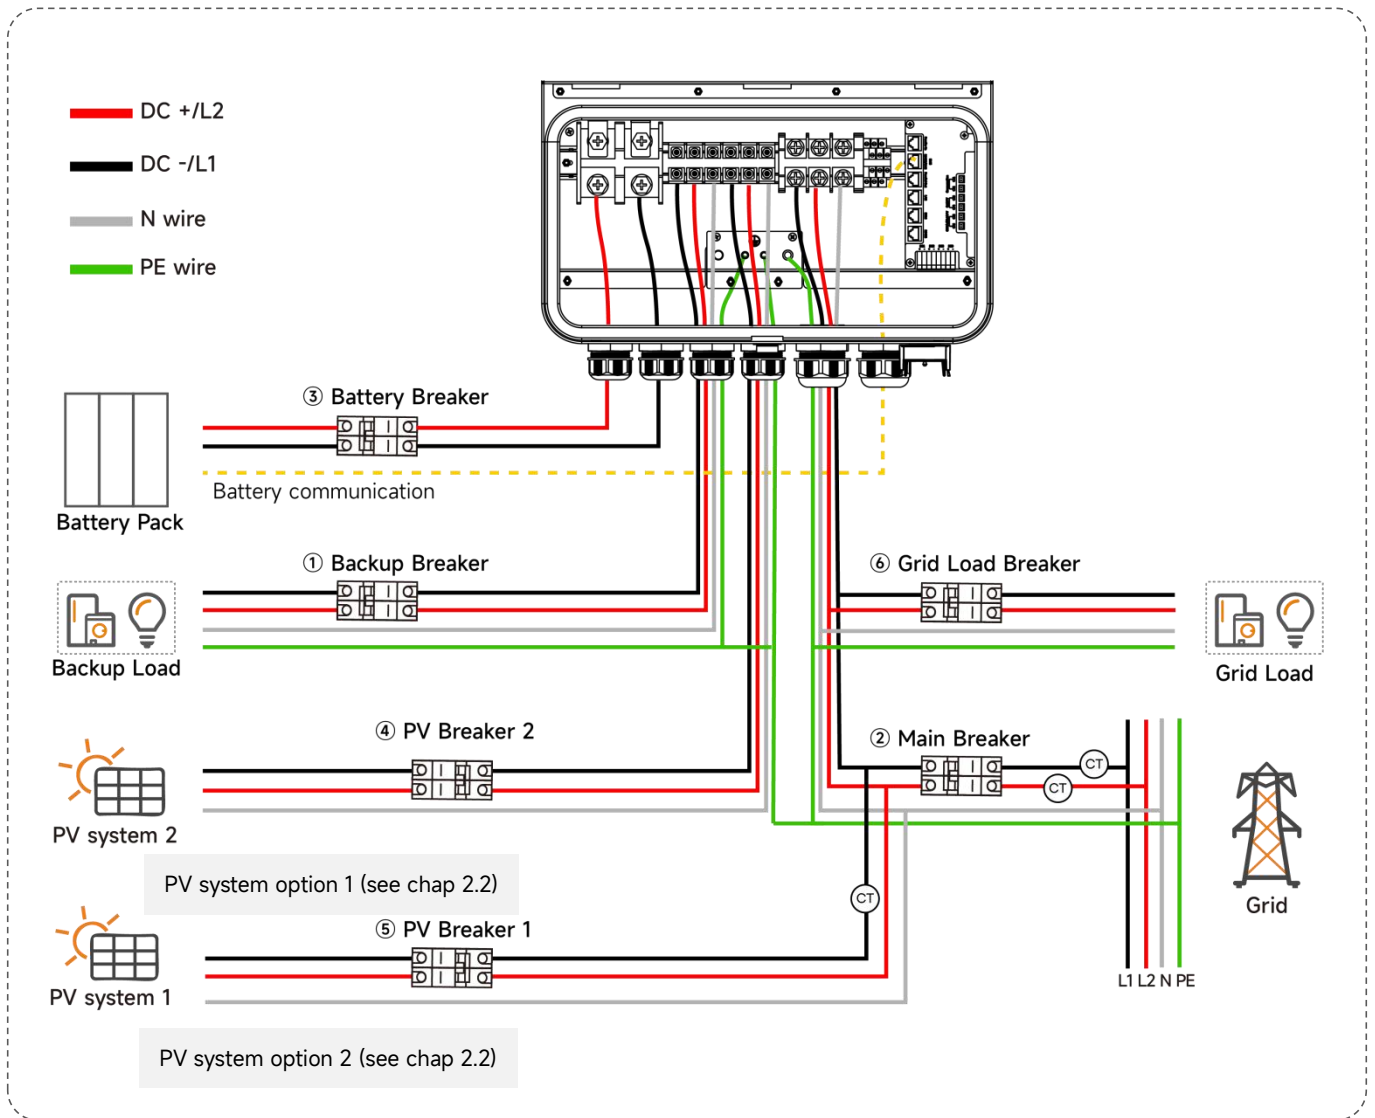 DC +/L2
DC -/L1
N wire
PE wire
③ Battery Breaker
Battery communication
Battery Pack
① Backup Breaker
Backup Load
⑥ Grid Load Breaker
Grid Load
④ PV Breaker 2
PV system 2
② Main Breaker
CT
CT
PV system option 1 (see chap 2.2)
CT
Grid
⑤ PV Breaker 1
PV system 1
L1 L2 N PE
PV system option 2 (see chap 2.2)